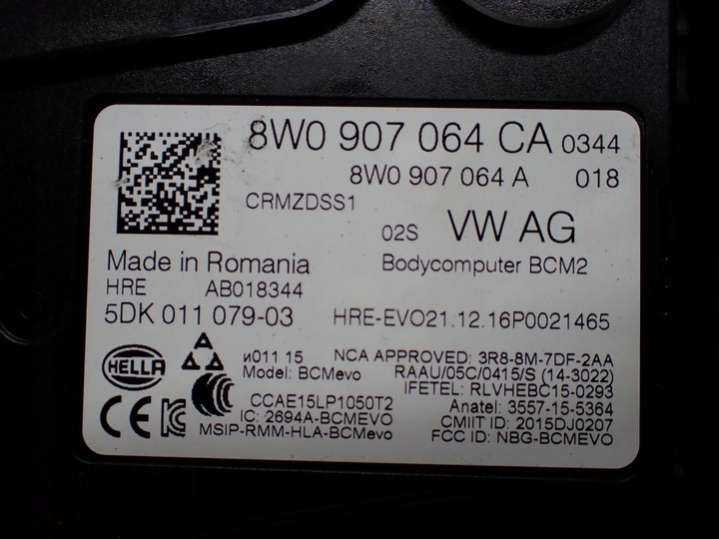 8W0 907 064 CA 0344
8W0 907 064 A 018
CRMZDSS1
02S VW AG
Made in Romania Bodycomputer BCM2
HRE AB018344
5DK 011 079-03 HRE-EVO21.12.16P0021465
HELLA
и011 15 NCA APPROVED: 3R8-8M-7DF-2AA
Model: BCMevo RAAU/05C/0415/S (14-3022)
IFETEL: RLVHEBC15-0293
CCAE15LP1050T2 Anatel: 3557-15-5364
IC: 2694A-BCMEVO CMIIT ID: 2015DJ0207
MSIP-RMM-HLA-BCMevo FCC ID: NBG-BCMEVO
CE